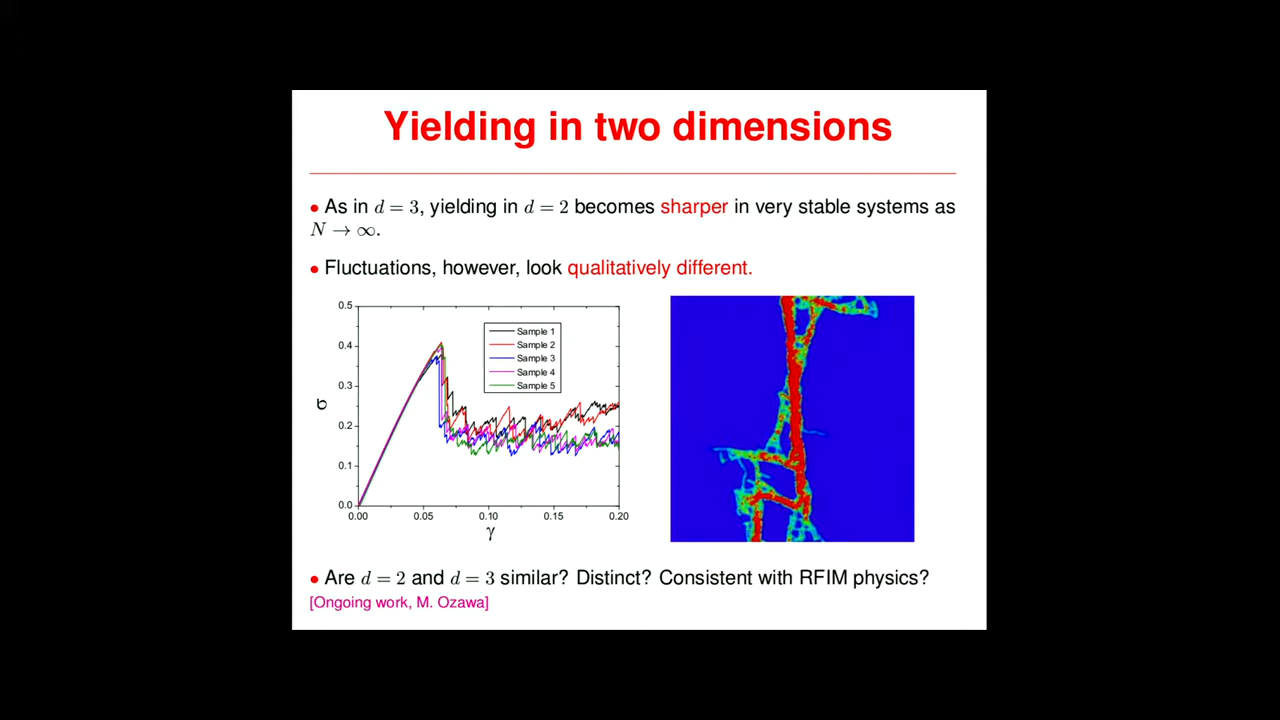 Yielding in two dimensions
• As in d = 3, yielding in d = 2 becomes sharper in very stable systems as
N → ∞.
• Fluctuations, however, look qualitatively different.
0.5
0.4
0.3
0.2
0.1
0.0
σ
Sample 1
Sample 2
Sample 3
Sample 4
Sample 5
0.00 0.05 0.10 0.15 0.20
γ
• Are d = 2 and d = 3 similar? Distinct? Consistent with RFIM physics?
[Ongoing work, M. Ozawa]